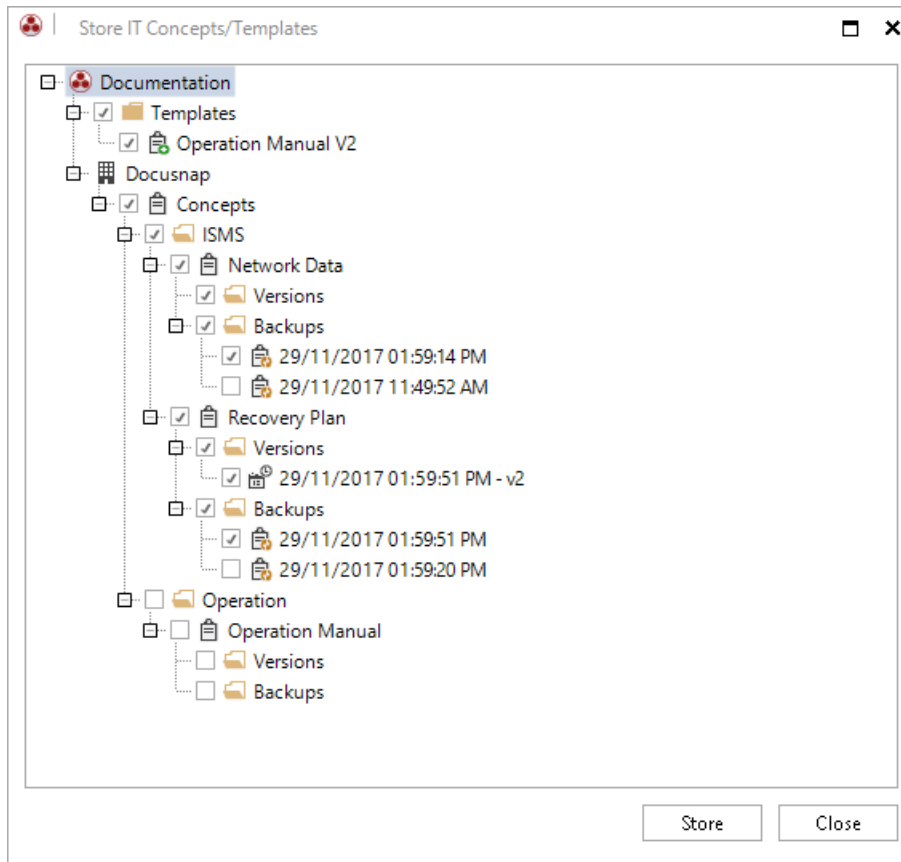 Store IT Concepts/Templates
Documentation
Templates
Operation Manual V2
Docusnap
Concepts
ISMS
Network Data
Versions
Backups
29/11/2017 01:59:14 PM
29/11/2017 11:49:52 AM
Recovery Plan
Versions
29/11/2017 01:59:51 PM - v2
Backups
29/11/2017 01:59:51 PM
29/11/2017 01:59:20 PM
Operation
Operation Manual
Versions
Backups
Store Close